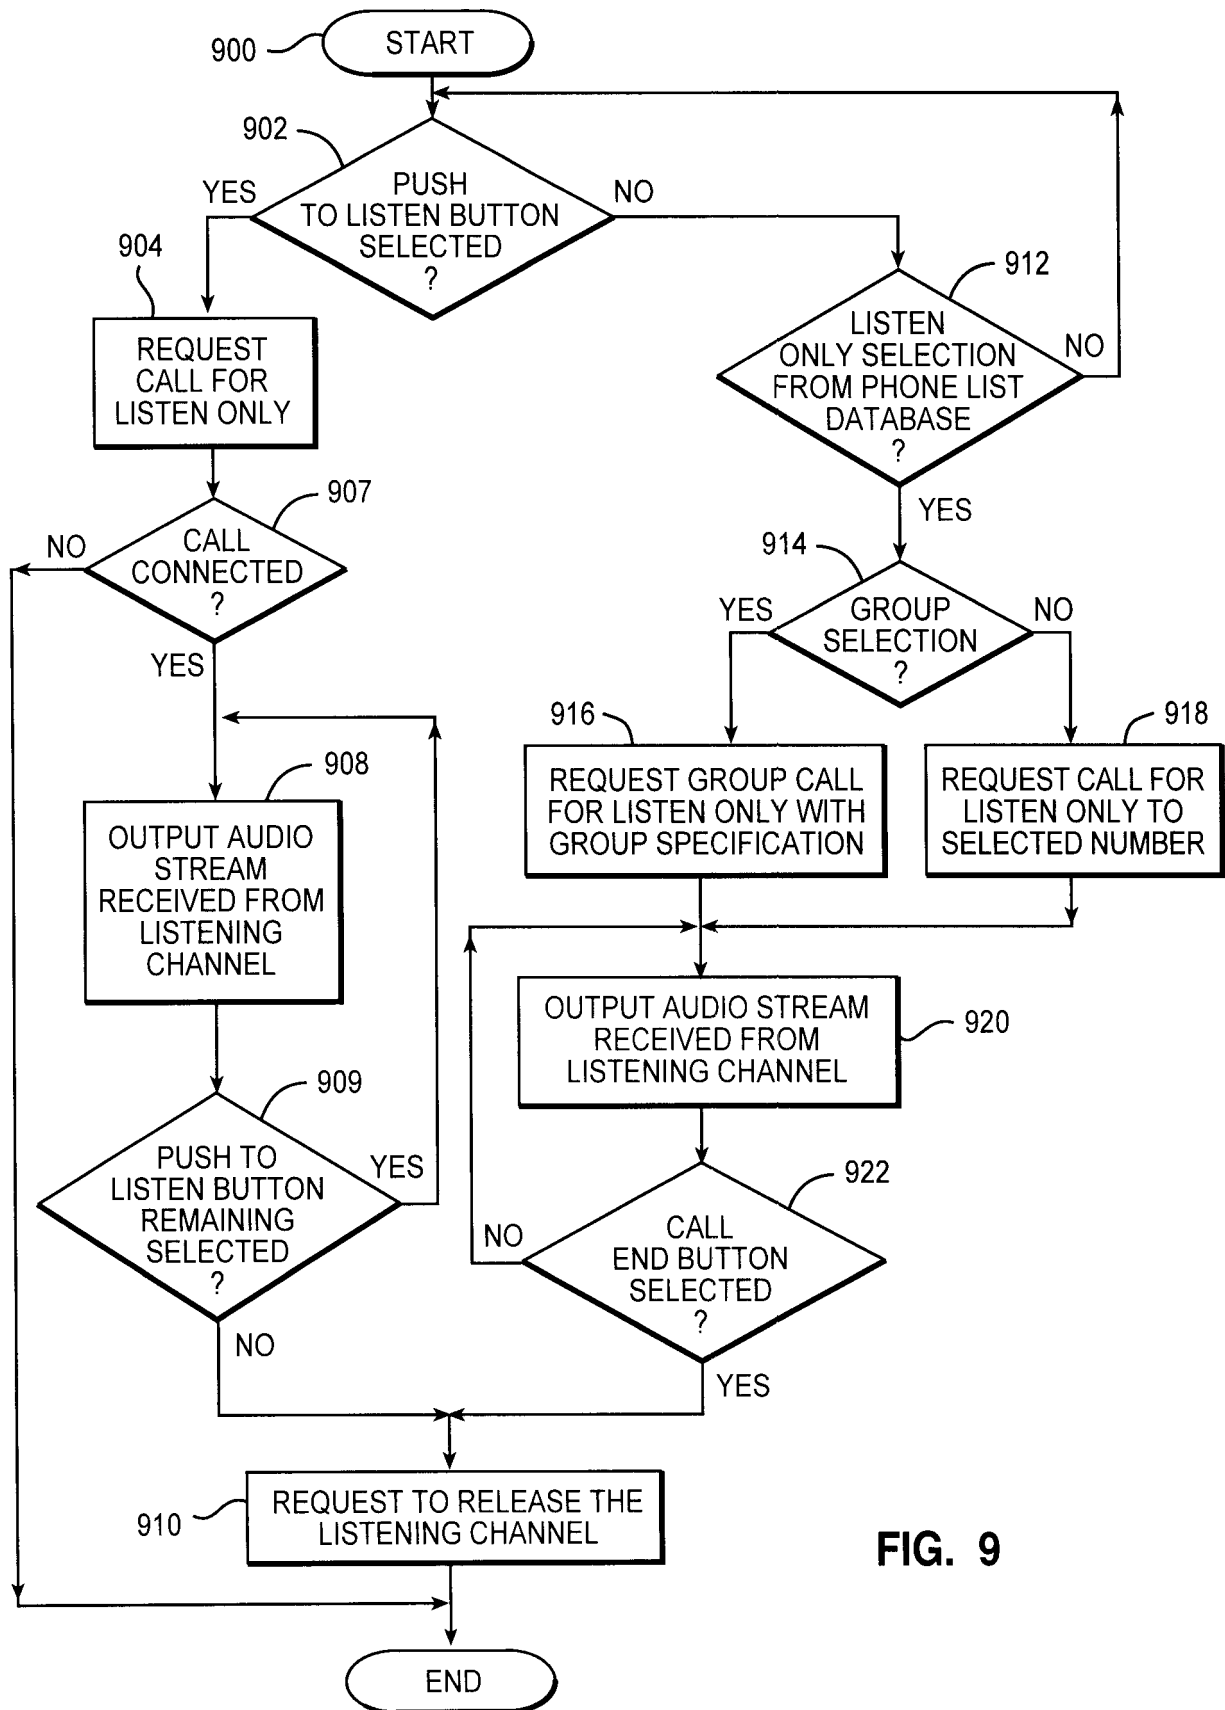 900
START
902
PUSH
TO LISTEN BUTTON
SELECTED
?
YES
NO
904
REQUEST
CALL FOR
LISTEN ONLY
912
LISTEN
ONLY SELECTION
FROM PHONE LIST
DATABASE
?
NO
YES
907
CALL
CONNECTED
?
NO
YES
914
GROUP
SELECTION
?
YES
NO
916
REQUEST GROUP CALL
FOR LISTEN ONLY WITH
GROUP SPECIFICATION
918
REQUEST CALL FOR
LISTEN ONLY TO
SELECTED NUMBER
908
OUTPUT AUDIO
STREAM
RECEIVED FROM
LISTENING
CHANNEL
920
OUTPUT AUDIO STREAM
RECEIVED FROM
LISTENING CHANNEL
909
PUSH TO
LISTEN BUTTON
REMAINING
SELECTED
?
YES
NO
922
CALL
END BUTTON
SELECTED
?
NO
YES
910
REQUEST TO RELEASE THE
LISTENING CHANNEL
END
FIG. 9